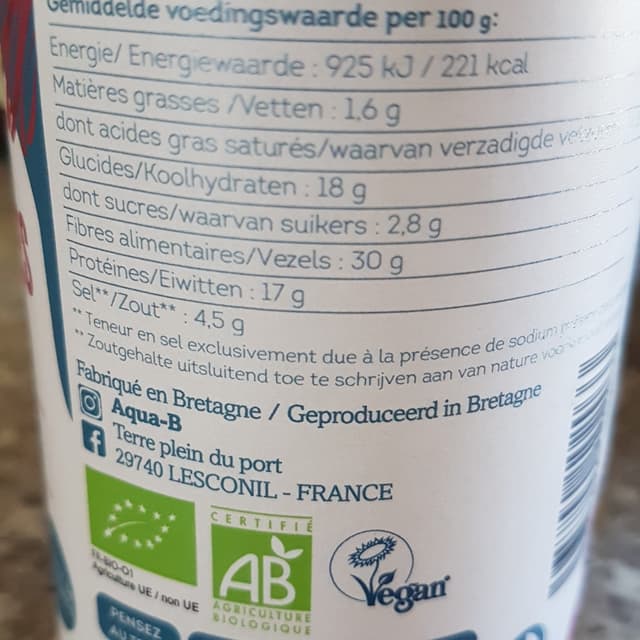 Gemiddelde voedingswaarde per 100 g:
Energie/ Energiewaarde : 925 kJ / 221 kcal
Matières grasses /Vetten : 1,6 g
dont acides gras saturés/waarvan verzadigde
Glucides/Koolhydraten : 18 g
dont sucres/waarvan suikers : 2,8 g
Fibres alimentaires/Vezels : 30 g
Protéines/Eiwitten : 17 g
Sel**/Zout** : 4,5 g
** Teneur en sel exclusivement due à la présence de sodium
** Zoutgehalte uitsluitend toe te schrijven aan van nature
Fabriqué en Bretagne / Geproduceerd in Bretagne
Aqua-B
Terre plein du port
29740 LESCONIL - FRANCE
CERTIFIÉ
AB
AGRICULTURE
BIOLOGIQUE
FR-BIO-01
Agriculture UE / non UE
Vegan
PENSEZ